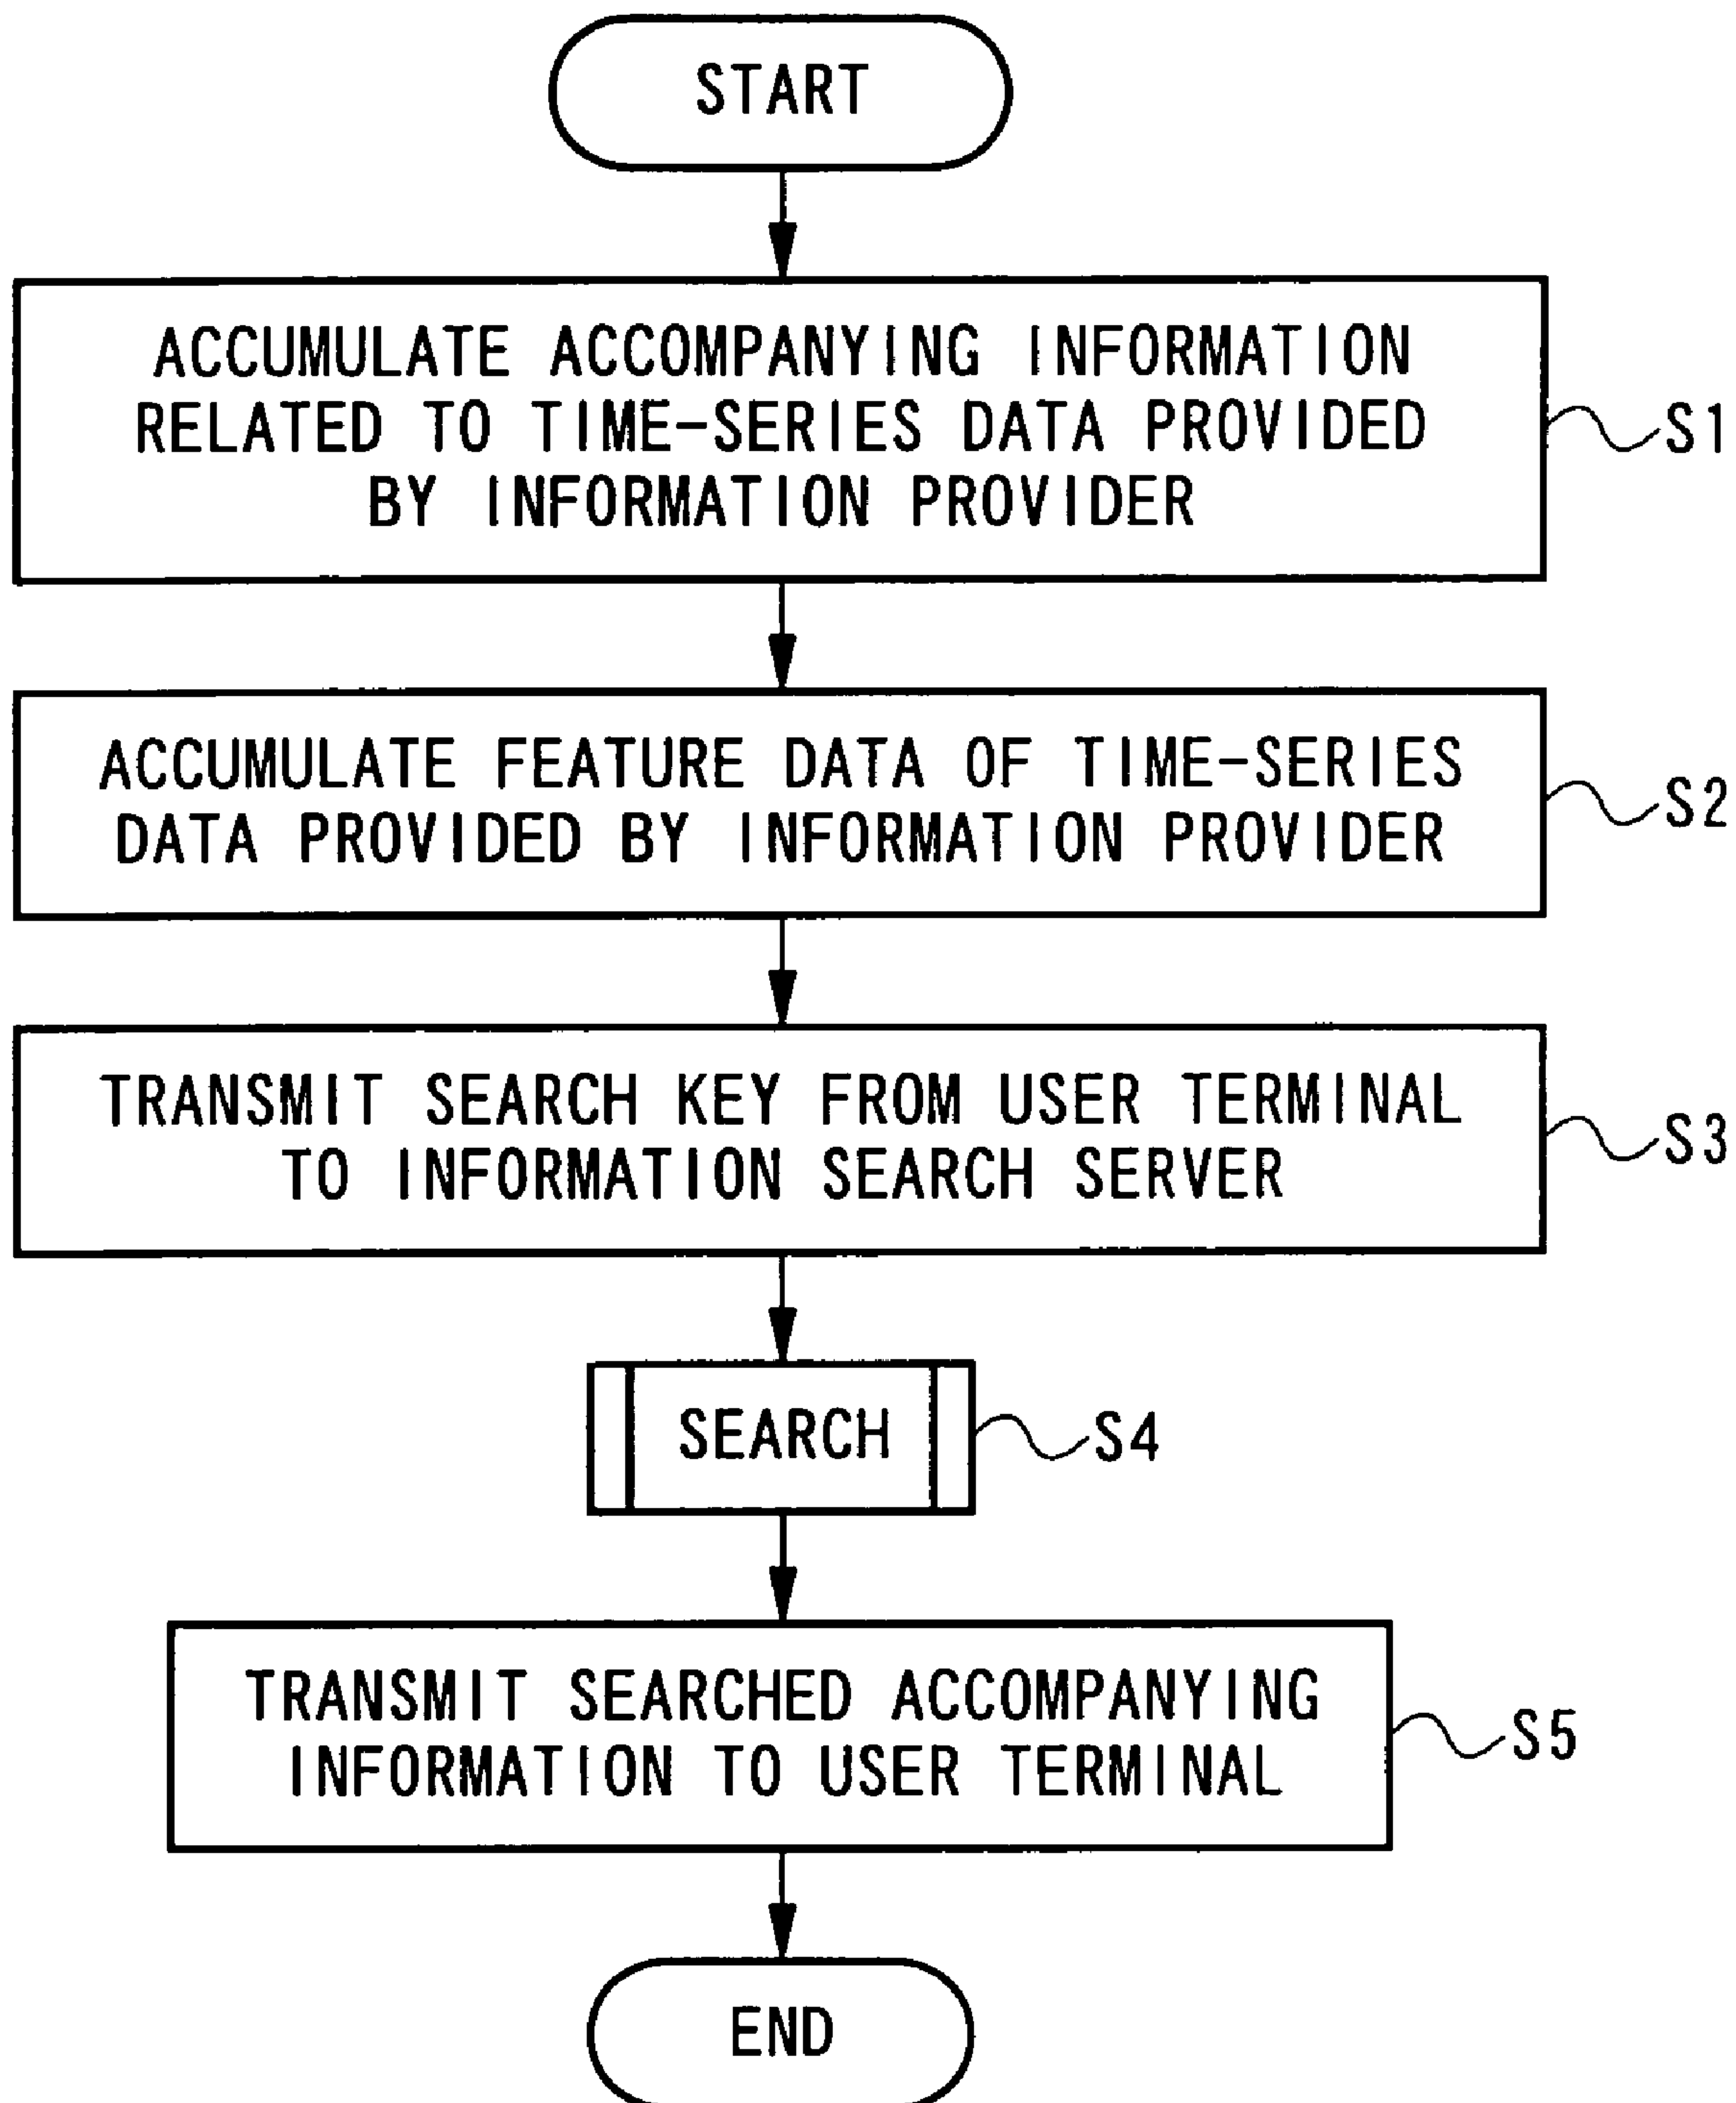 START
ACCUMULATE ACCOMPANYING INFORMATION
RELATED TO TIME-SERIES DATA PROVIDED
BY INFORMATION PROVIDER
S1
ACCUMULATE FEATURE DATA OF TIME-SERIES
DATA PROVIDED BY INFORMATION PROVIDER
S2
TRANSMIT SEARCH KEY FROM USER TERMINAL
TO INFORMATION SEARCH SERVER
S3
SEARCH
S4
TRANSMIT SEARCHED ACCOMPANYING
INFORMATION TO USER TERMINAL
S5
END